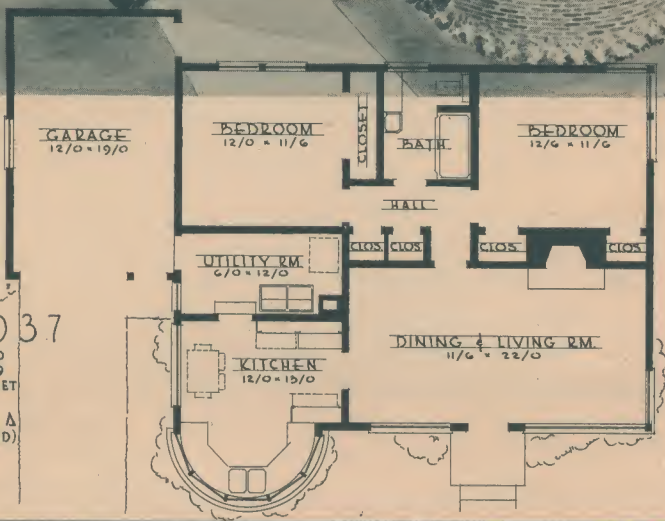 GARAGE
12/0 × 19/0
BEDROOM
12/0 × 11/6
CLOSET
BATH
BEDROOM
12/6 × 11/6
HALL
CLOS.
CLOS.
CLOS.
CLOS.
UTILITY RM.
6/0 × 12/0
KITCHEN
12/0 × 13/0
DINING & LIVING RM.
11/6 × 22/0
37
ET
D)